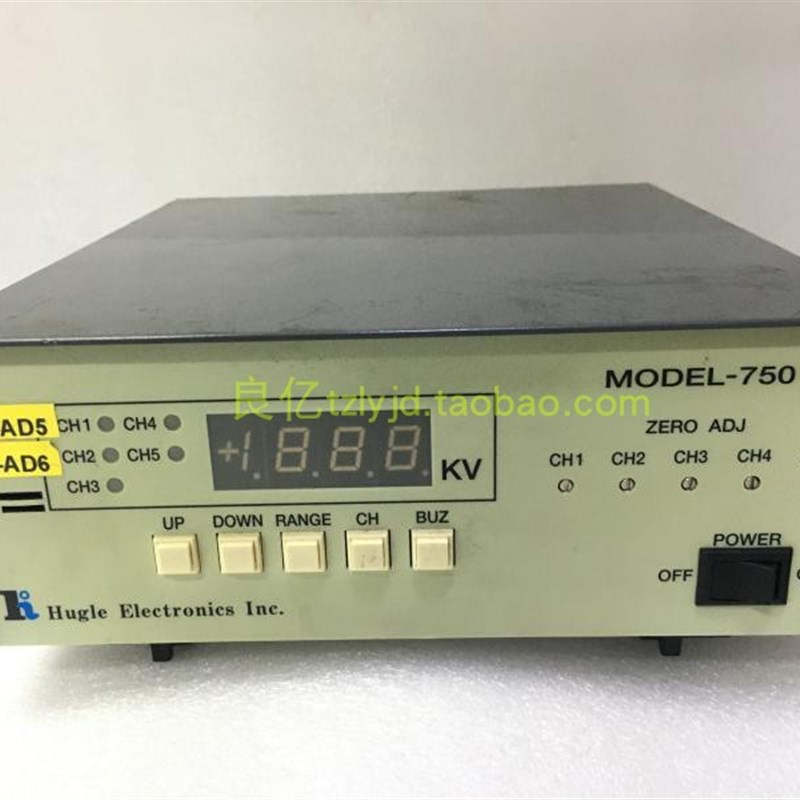 MODEL-750
良亿tzlyjd.taobao.com
AD5
-AD6
CH1 CH4
CH2 CH5
CH3
+1.8.8.8.
KV
ZERO ADJ
CH1 CH2 CH3 CH4
UP DOWN RANGE CH BUZ
POWER
OFF
Hi Hugle Electronics Inc.